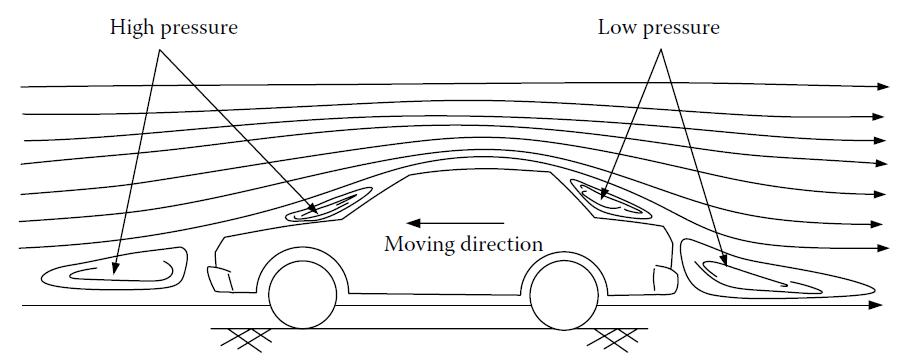 High pressure
Low pressure
Moving direction